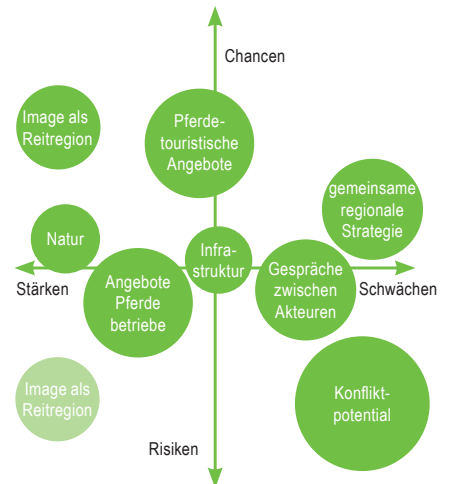 Chancen
Image als
Reitregion
Pferde-
touristische
Angebote
gemeinsame
regionale
Strategie
Natur
Infra-
struktur
Stärken
Angebote
Pferde
betriebe
Gespräche
zwischen
Akteuren
Schwächen
Image als
Reitregion
Konflikt-
potential
Risiken